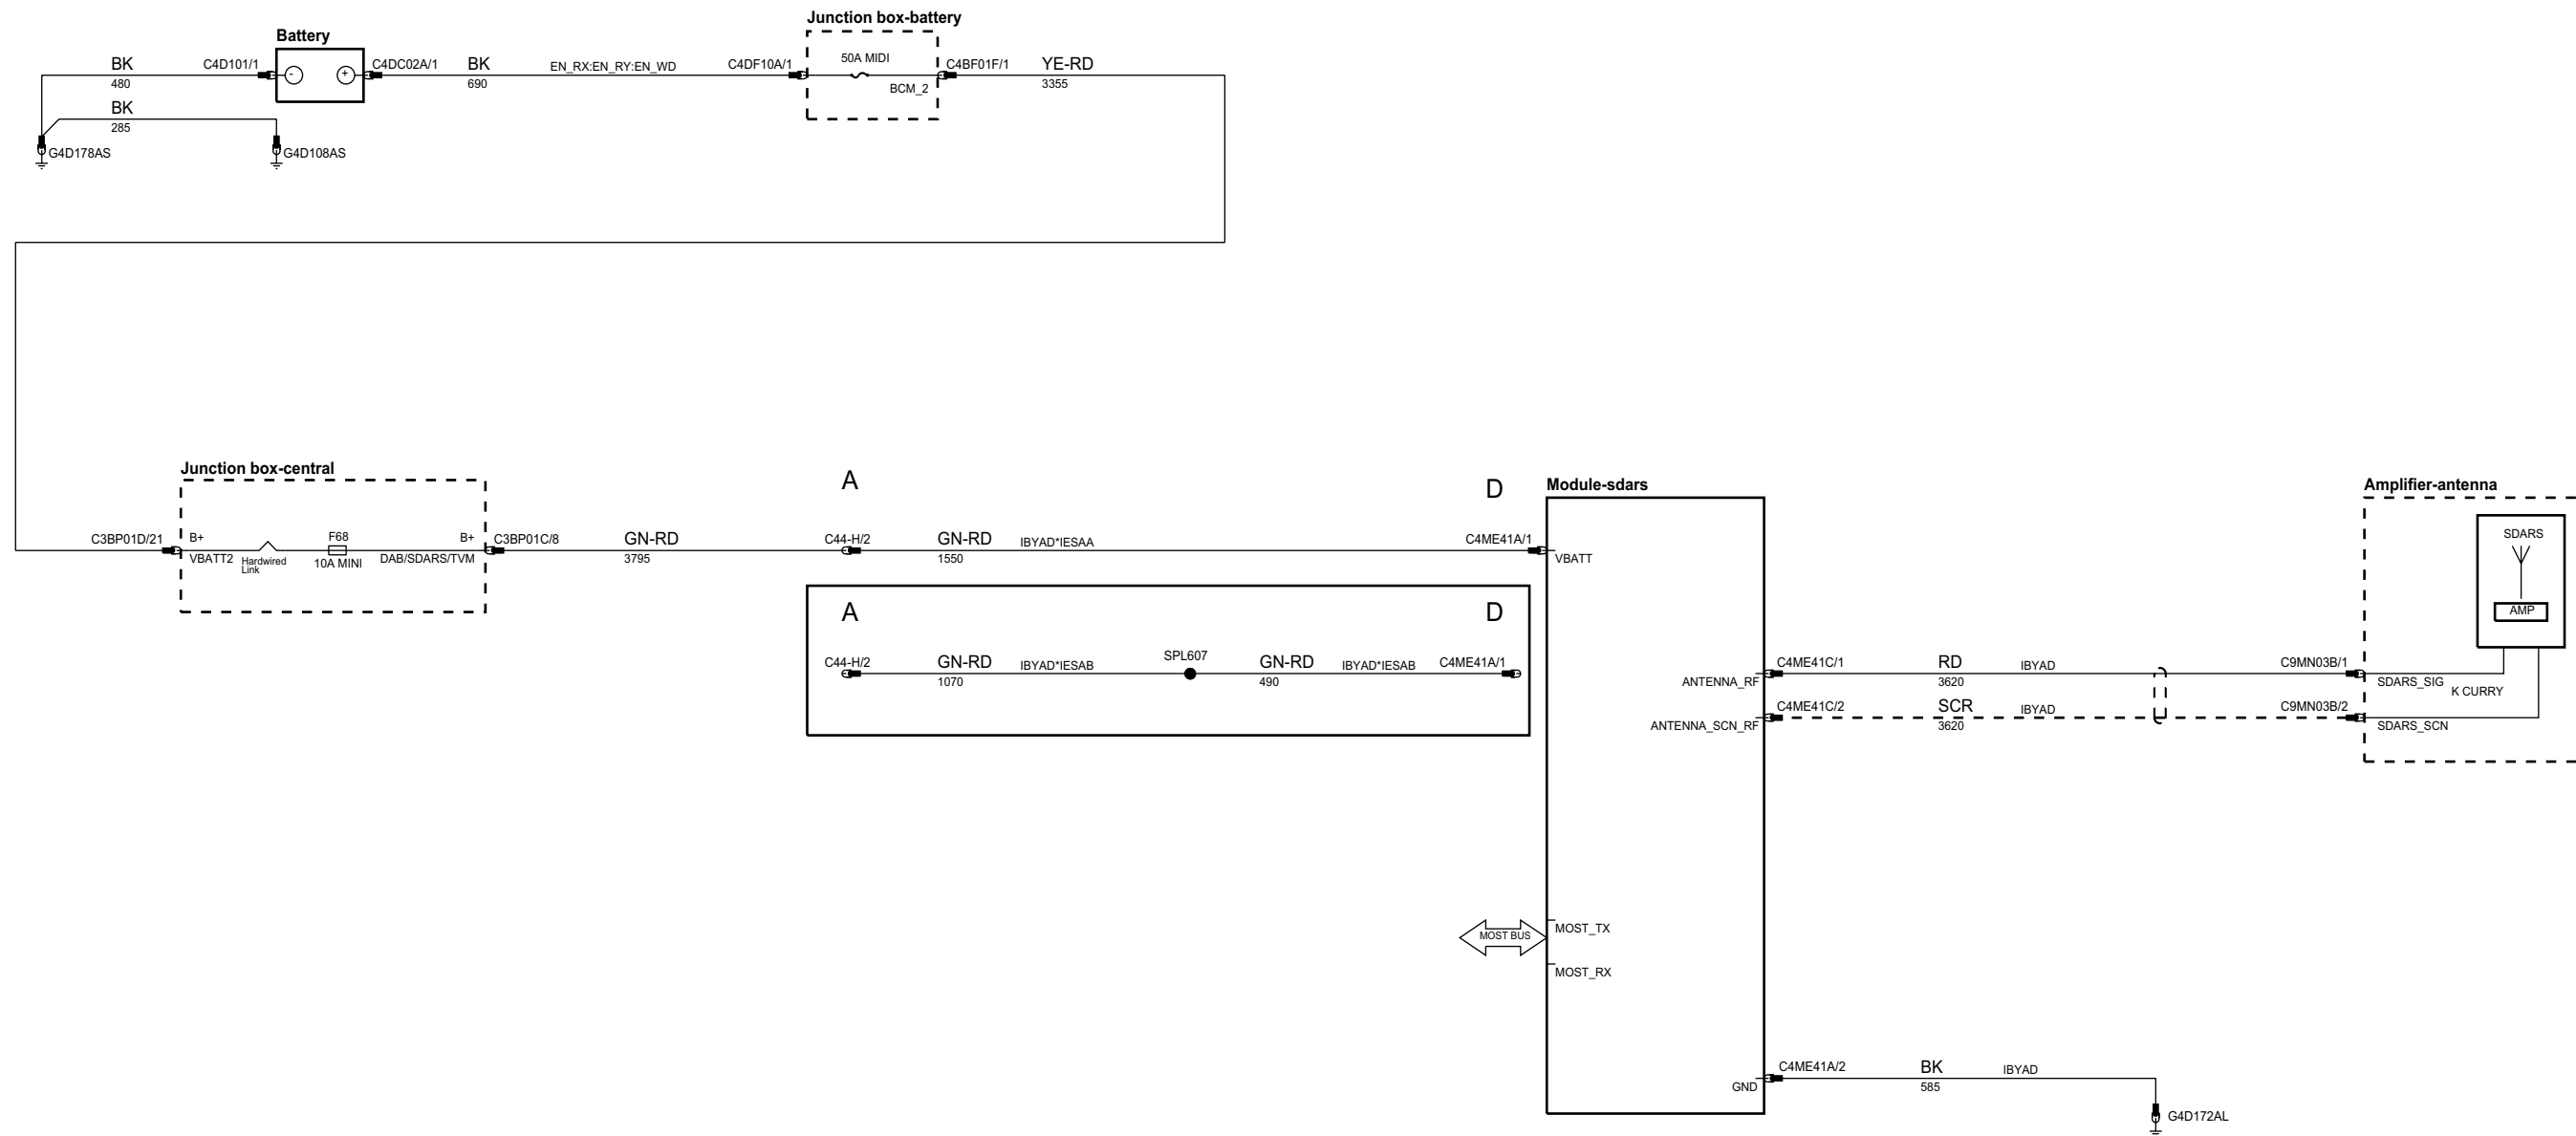 Junction box-battery
Battery
BK
480
C4D101/1
-
+
C4DC02A/1
BK
690
EN_RX:EN_RY:EN_WD
C4DF10A/1
50A MIDI
BCM_2
C4BF01F/1
YE-RD
3355
BK
285
G4D178AS
G4D108AS
Junction box-central
C3BP01D/21
B+
VBATT2
Hardwired
Link
F68
10A MINI
B+
DAB/SDARS/TVM
C3BP01C/8
GN-RD
3795
A
C44-H/2
GN-RD
1550
IBYAD*IESAA
D
C4ME41A/1
Module-sdars
VBATT
A
D
C44-H/2
GN-RD
1070
IBYAD*IESAB
SPL607
GN-RD
490
IBYAD*IESAB
C4ME41A/1
ANTENNA_RF
C4ME41C/1
RD
3620
IBYAD
C9MN03B/1
ANTENNA_SCN_RF
C4ME41C/2
SCR
3620
IBYAD
C9MN03B/2
Amplifier-antenna
SDARS
AMP
SDARS_SIG
K CURRY
SDARS_SCN
MOST BUS
MOST_TX
MOST_RX
GND
C4ME41A/2
BK
585
IBYAD
G4D172AL